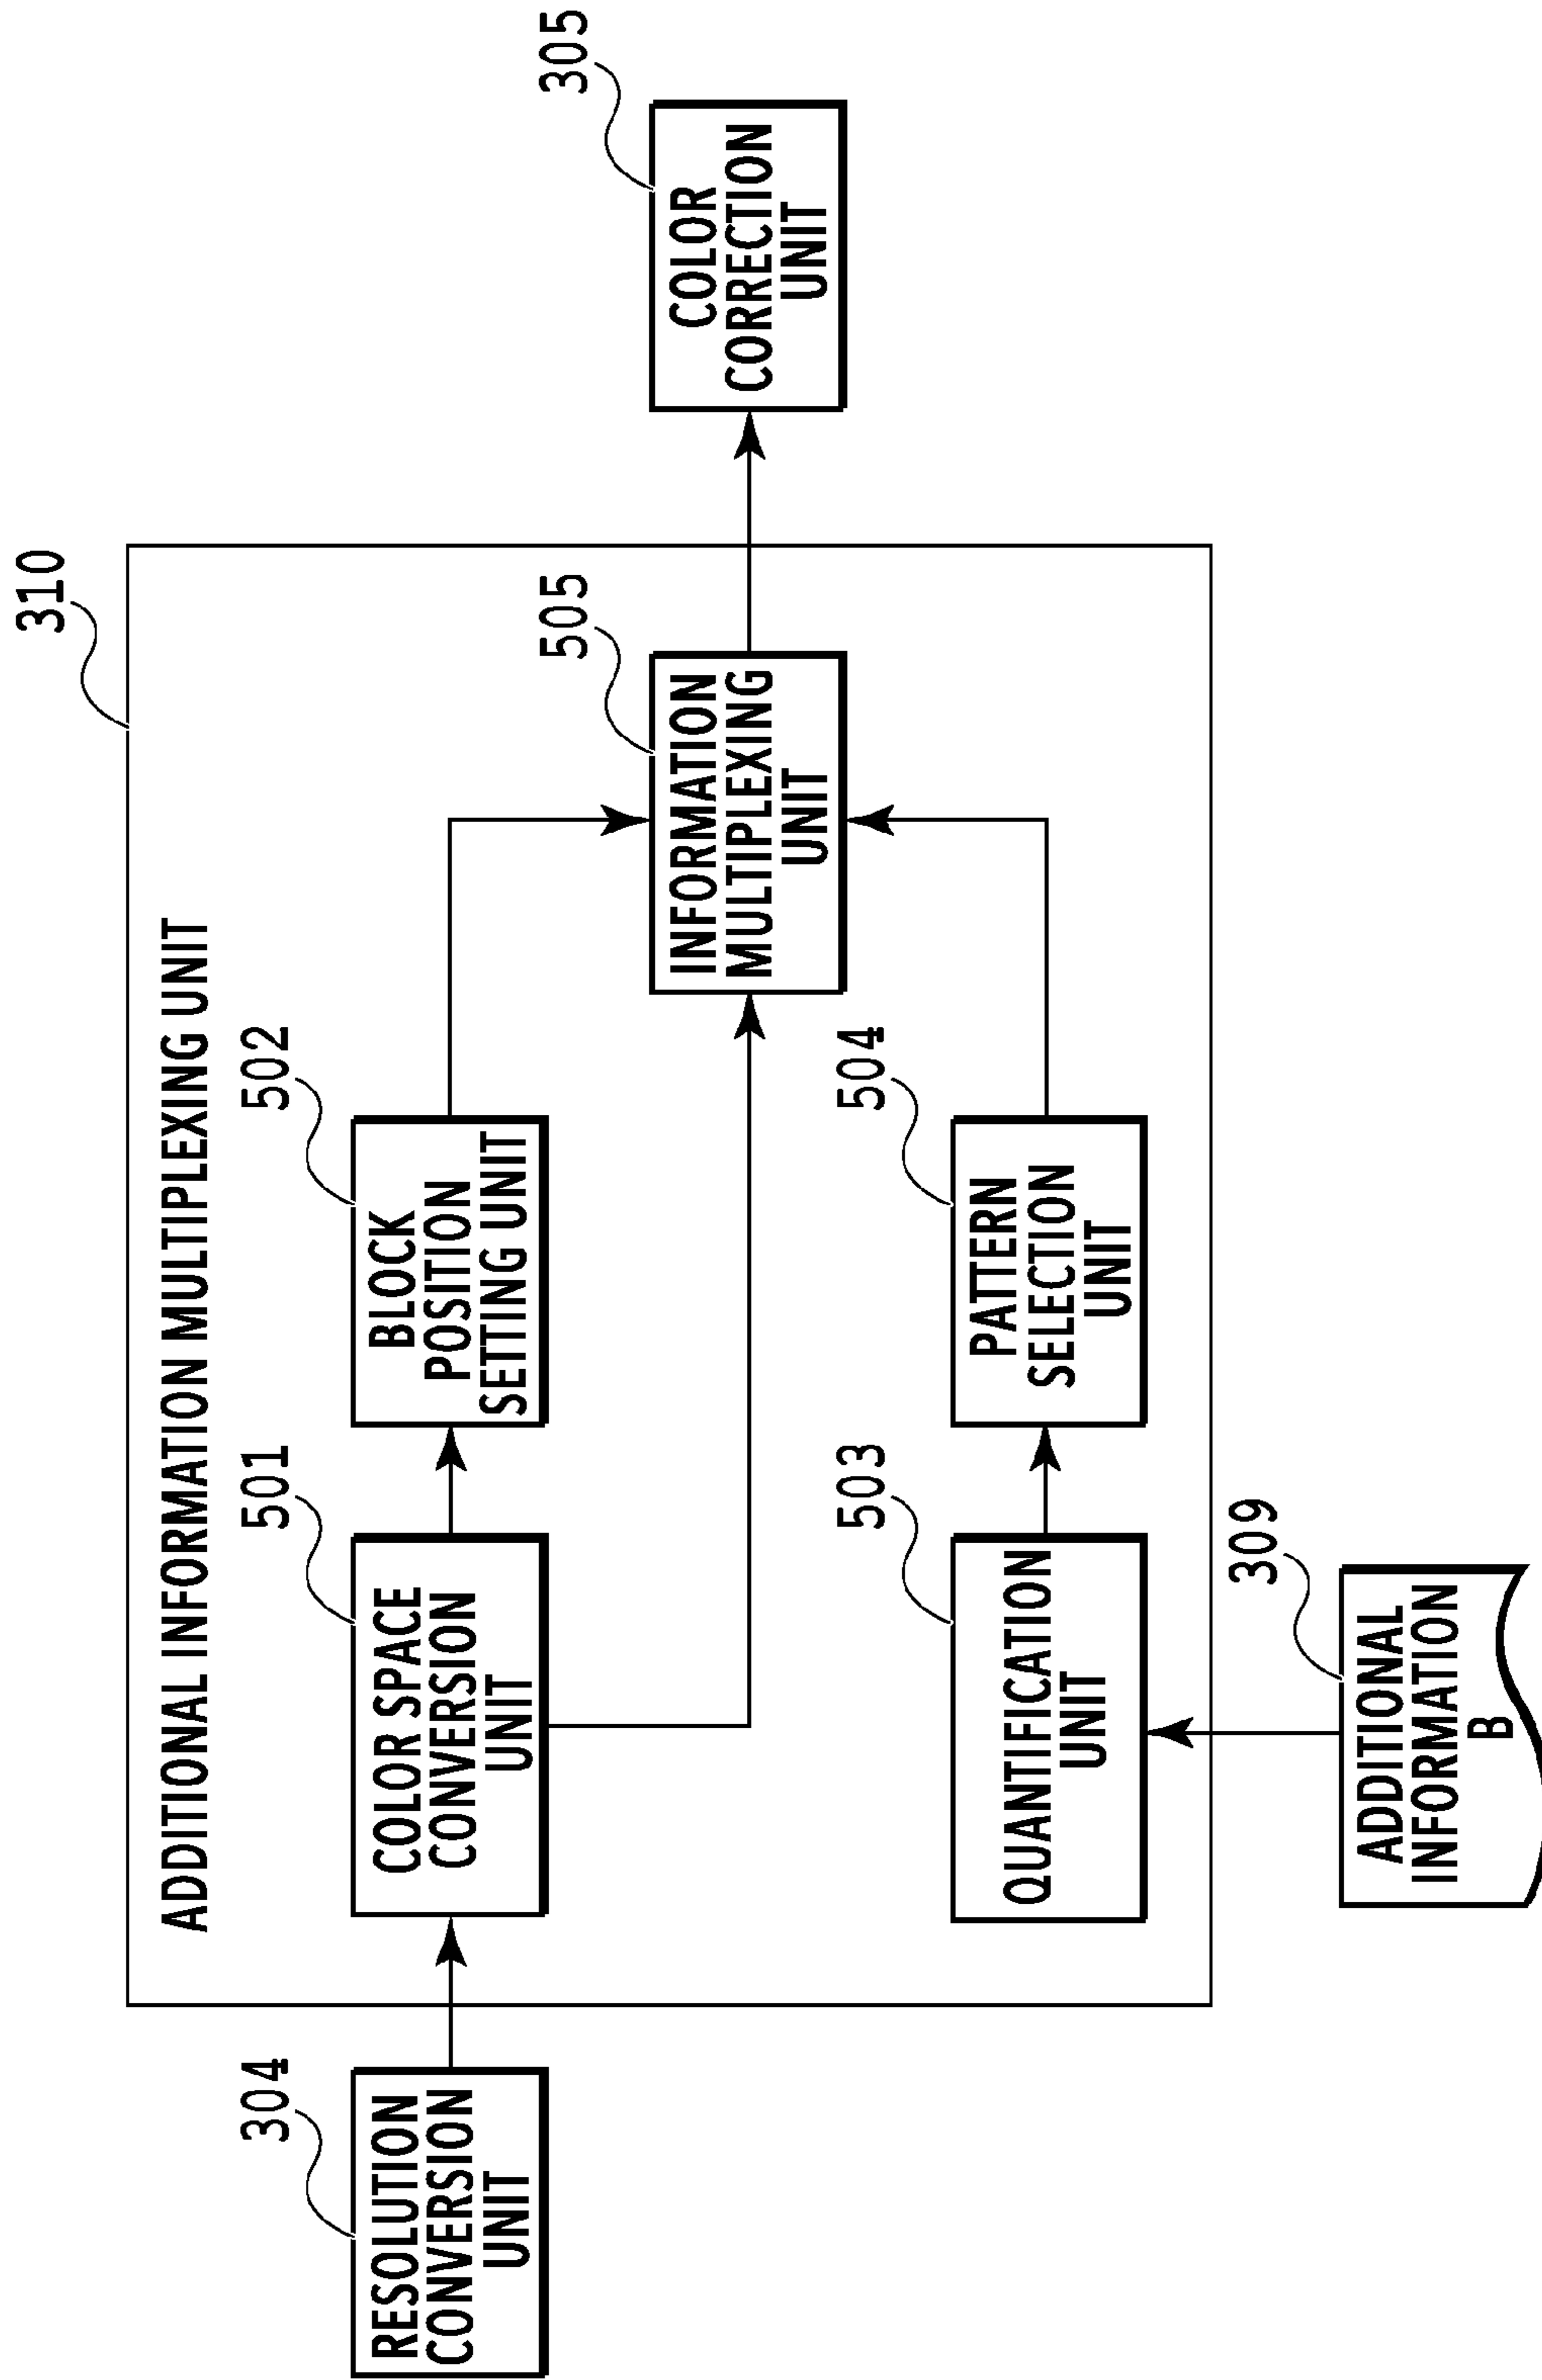 310
ADDITIONAL INFORMATION MULTIPLEXING UNIT
304
RESOLUTION
CONVERSION
UNIT
501
COLOR SPACE
CONVERSION
UNIT
502
BLOCK
POSITION
SETTING UNIT
505
INFORMATION
MULTIPLEXING
UNIT
305
COLOR
CORRECTION
UNIT
503
QUANTIFICATION
UNIT
504
PATTERN
SELECTION
UNIT
309
ADDITIONAL
INFORMATION
B